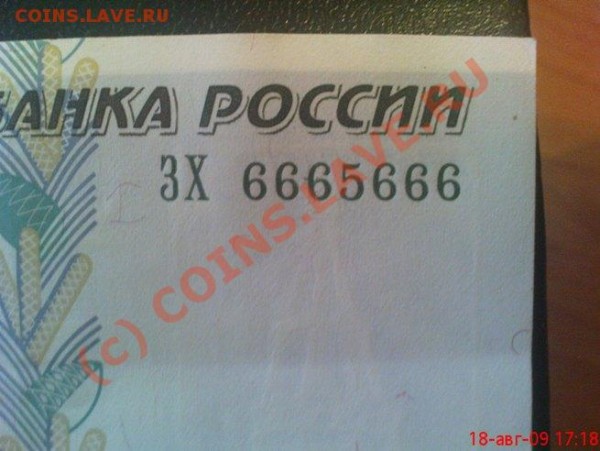 COINS.LAVE.RU
БАНКА РОССИИ
ЗХ 6665666
(c) COINS.LAVE.RU
18-авг-09 17:18